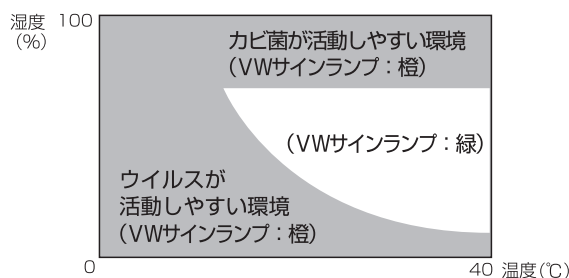 湿度
(%)
100
カビ菌が活動しやすい環境
(VWサインランプ：橙)
(VWサインランプ：緑)
ウイルスが
活動しやすい環境
(VWサインランプ：橙)
0
40
温度(℃)